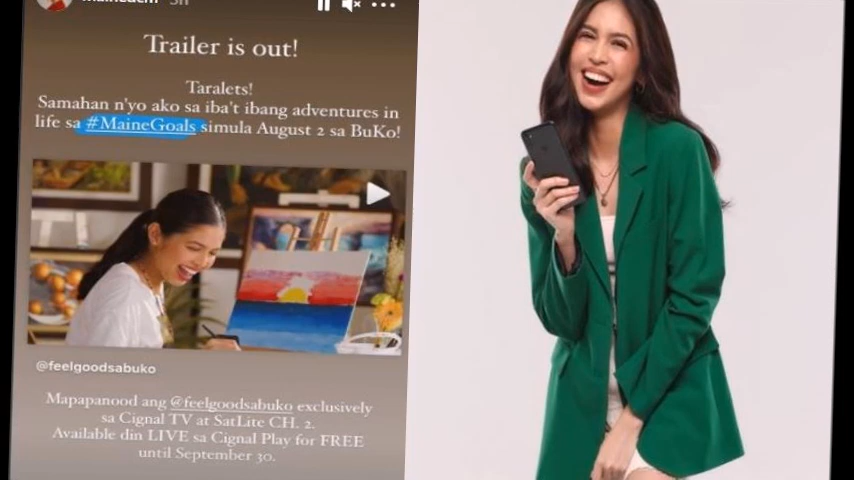 Trailer is out!
Taralets!
Samahan n'yo ako sa iba't ibang adventures in
life sa #MaineGoals simula August 2 sa BuKo!
@feelgoodsabuko
Mapapanood ang @feelgoodsabuko exclusively
sa Cignal TV at SatLite CH. 2.
Available din LIVE sa Cignal Play for FREE
until September 30.